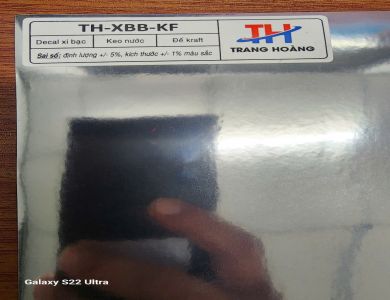 TH-XBB-KF
Decal xi bạc Keo nước Đế kraft
Sai số: định lượng +/- 5%, kích thước +/- 1% màu sắc
TH
TRANG HOÀNG
Galaxy S22 Ultra